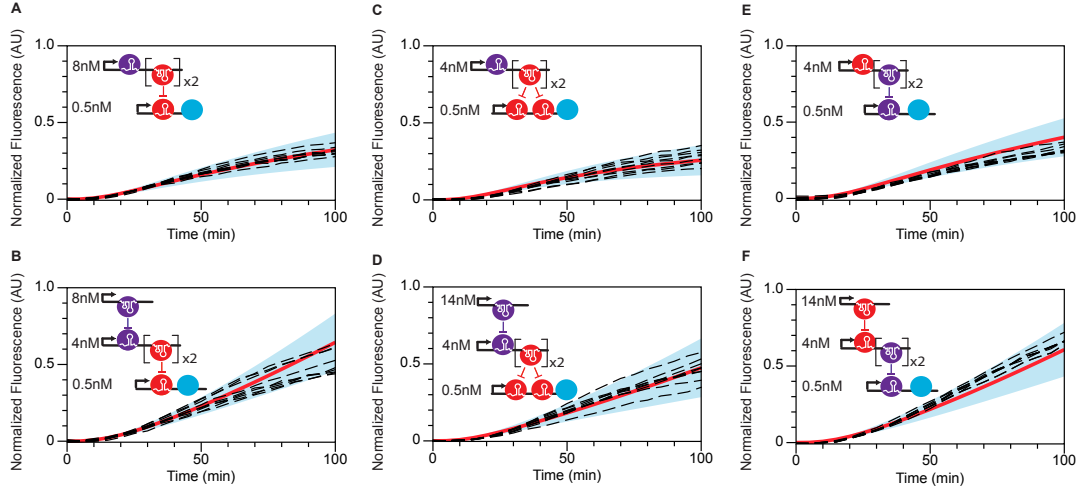 A
Normalized Fluorescence (AU)
1.0
0.5
0
0
50
100
Time (min)
8nM
x2
0.5nM
C
Normalized Fluorescence (AU)
1.0
0.5
0
0
50
100
Time (min)
4nM
x2
0.5nM
E
Normalized Fluorescence (AU)
1.0
0.5
0
0
50
100
Time (min)
4nM
x2
0.5nM
B
Normalized Fluorescence (AU)
1.0
0.5
0
0
50
100
Time (min)
8nM
4nM
x2
0.5nM
D
Normalized Fluorescence (AU)
1.0
0.5
0
0
50
100
Time (min)
14nM
4nM
x2
0.5nM
F
Normalized Fluorescence (AU)
1.0
0.5
0
0
50
100
Time (min)
14nM
4nM
x2
0.5nM